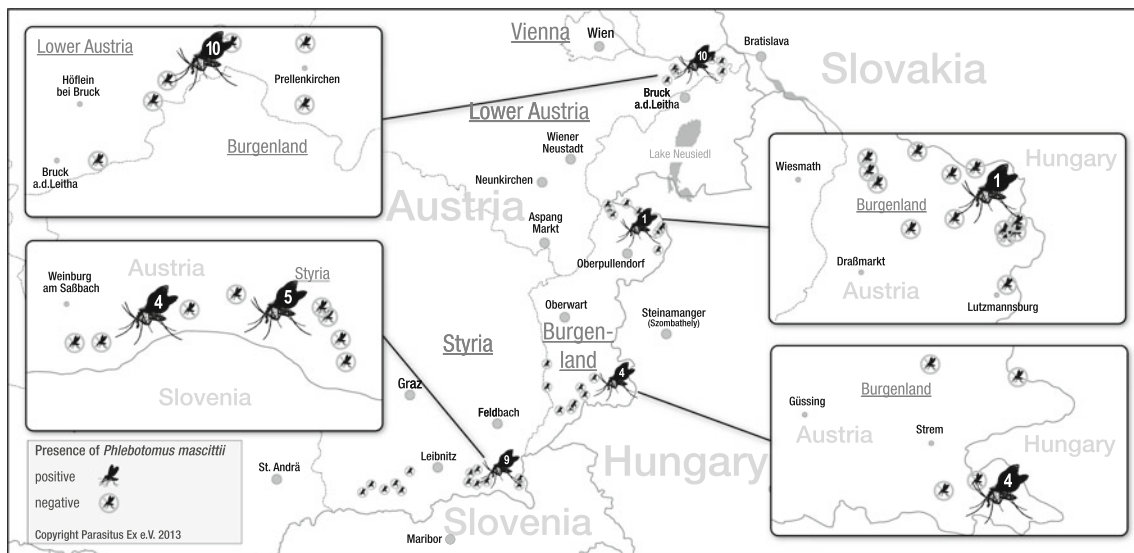 Lower Austria
10
Höflein
bei Bruck
Prellenkirchen
Burgenland
Bruck
a.d.Leitha
Vienna
Wien
10
Bratislava
Slovakia
Bruck
a.d.Leitha
Lower Austria
Wiener
Neustadt
Lake Neusiedl
Neunkirchen
Austria
Aspang
Markt
1
Oberpullendorf
Oberwart
Steinamanger
(Szombathely)
Burgen-
land
Styria
4
Graz
Feldbach
Hungary
9
Leibnitz
St. Andrä
Slovenia
Maribor
Hungary
Wiesmath
1
Burgenland
Draßmarkt
Austria
Lutzmannsburg
Austria
Styria
Weinburg
am Saßbach
4
5
Slovenia
Burgenland
Güssing
Austria
Strem
Hungary
4
Presence of Phlebotomus mascittii
positive
negative
Copyright Parasitus Ex e.V. 2013